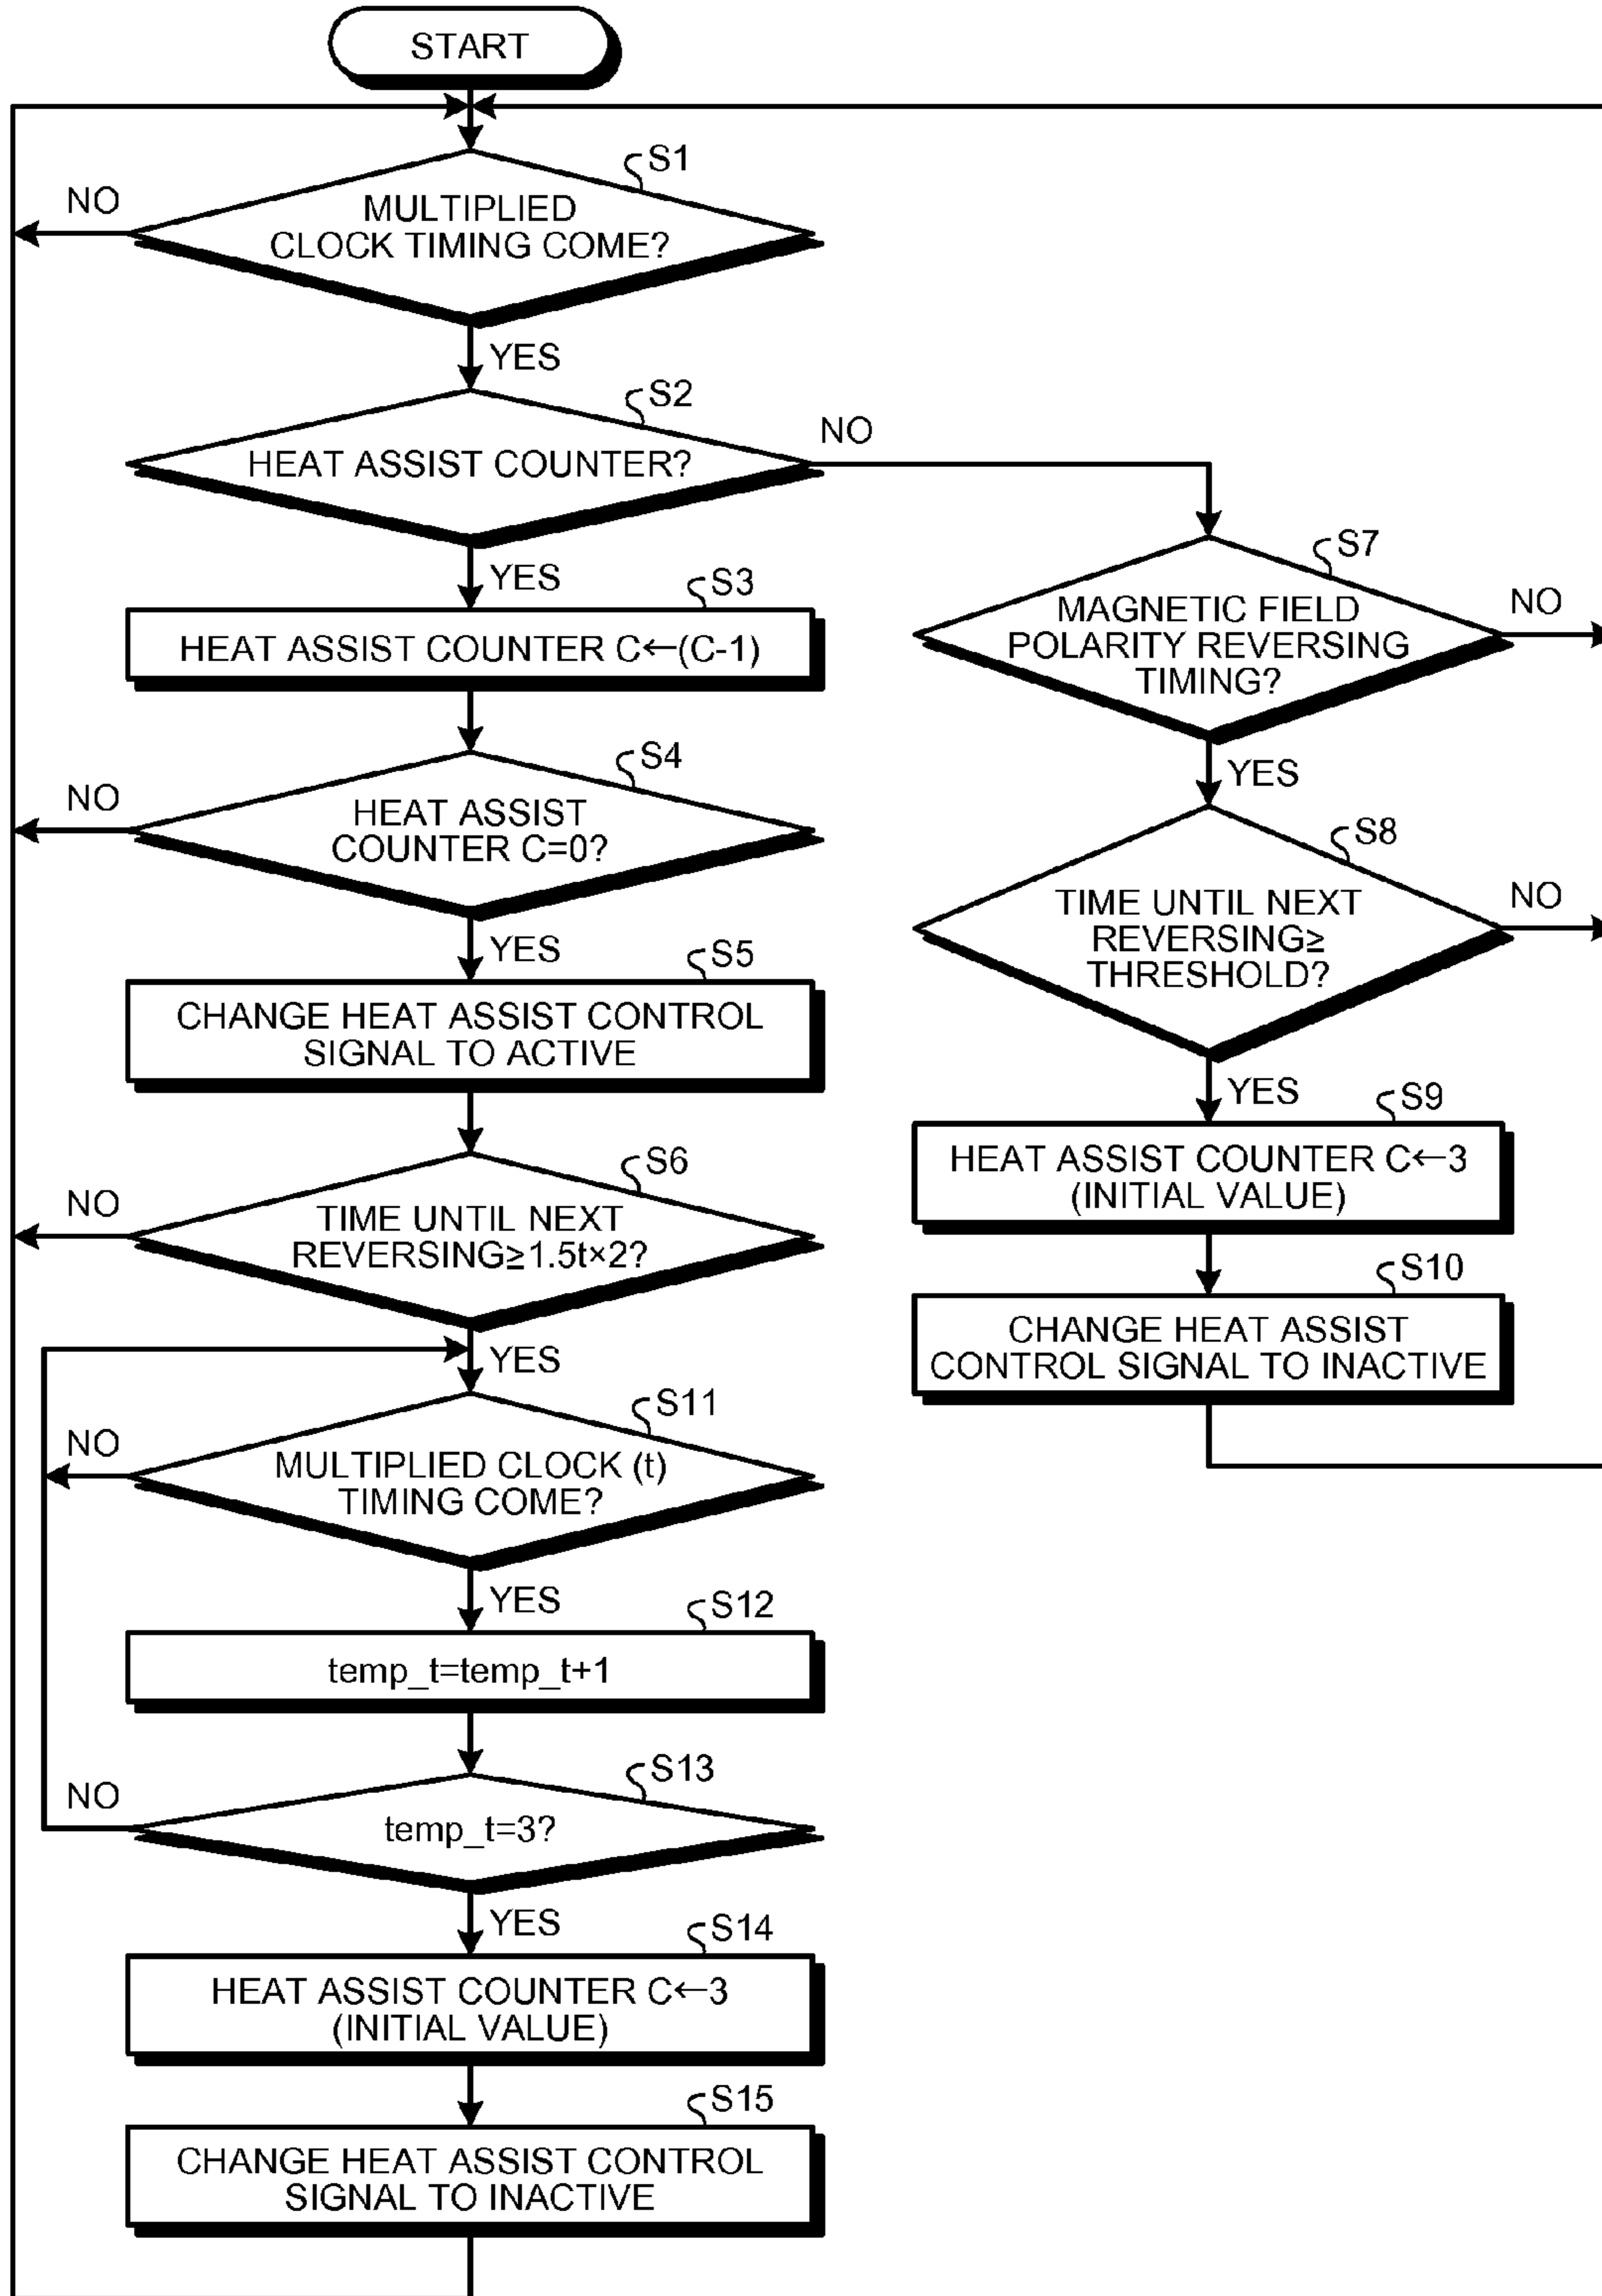 START
S1
MULTIPLIED
CLOCK TIMING COME?
NO
YES
S2
HEAT ASSIST COUNTER?
NO
YES
S3
HEAT ASSIST COUNTER C←(C-1)
S4
HEAT ASSIST
COUNTER C=0?
NO
YES
S5
CHANGE HEAT ASSIST CONTROL
SIGNAL TO ACTIVE
S6
TIME UNTIL NEXT
REVERSING≥1.5t×2?
NO
YES
S11
MULTIPLIED CLOCK (t)
TIMING COME?
NO
YES
S12
temp_t=temp_t+1
S13
temp_t=3?
NO
YES
S14
HEAT ASSIST COUNTER C←3
(INITIAL VALUE)
S15
CHANGE HEAT ASSIST CONTROL
SIGNAL TO INACTIVE
S7
MAGNETIC FIELD
POLARITY REVERSING
TIMING?
NO
YES
S8
TIME UNTIL NEXT
REVERSING≥
THRESHOLD?
NO
YES
S9
HEAT ASSIST COUNTER C←3
(INITIAL VALUE)
S10
CHANGE HEAT ASSIST
CONTROL SIGNAL TO INACTIVE